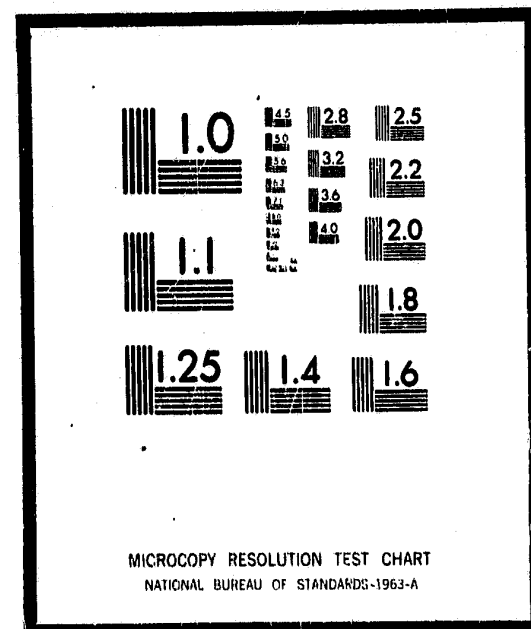 1.0 4.5 2.8 2.5
5.0
5.6 3.2 2.2
6.3
7.1 3.6
4.0 2.0
1.1
1.8
1.25 1.4 1.6
MICROCOPY RESOLUTION TEST CHART
NATIONAL BUREAU OF STANDARDS-1963-A